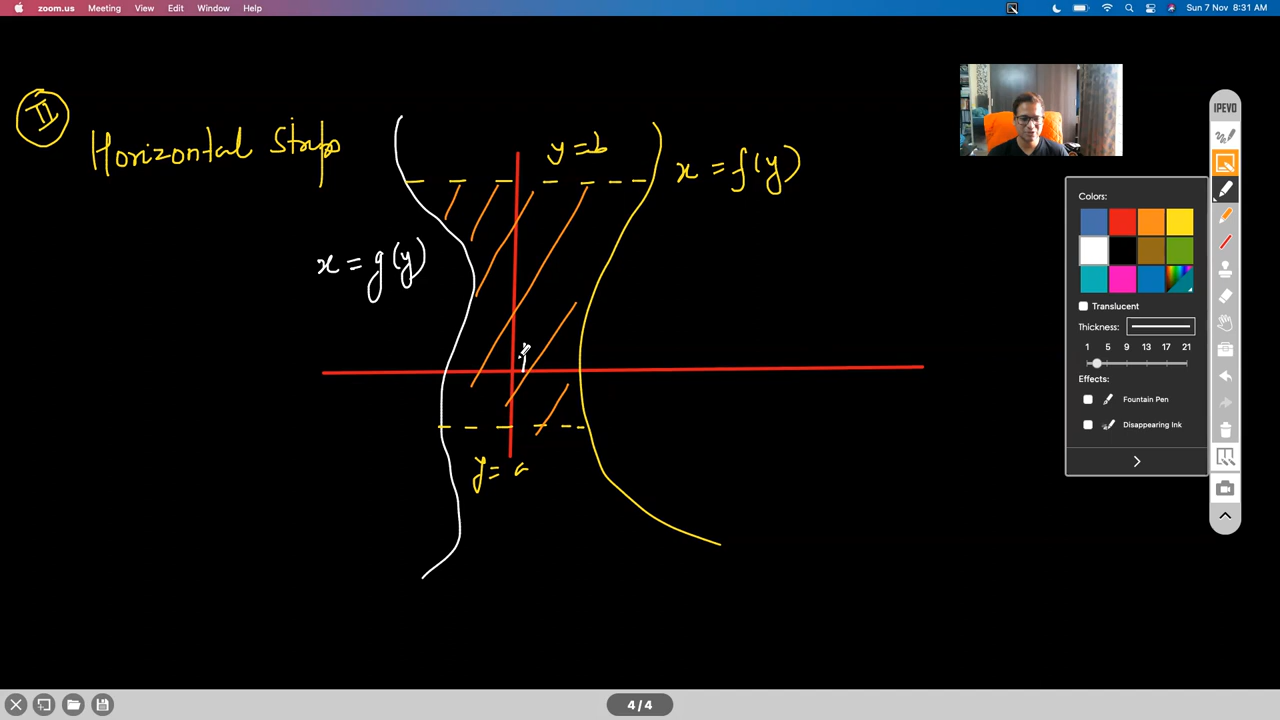 zoom.us Meeting View Edit Window Help Sun 7 Nov 8:31 AM
II
Horizontal Strips
y = b
x = f(y)
x = g(y)
y = a
IPEVO
Colors:
Translucent
Thickness:
1 5 9 13 17 21
Effects:
Fountain Pen
Disappearing Ink
4 / 4